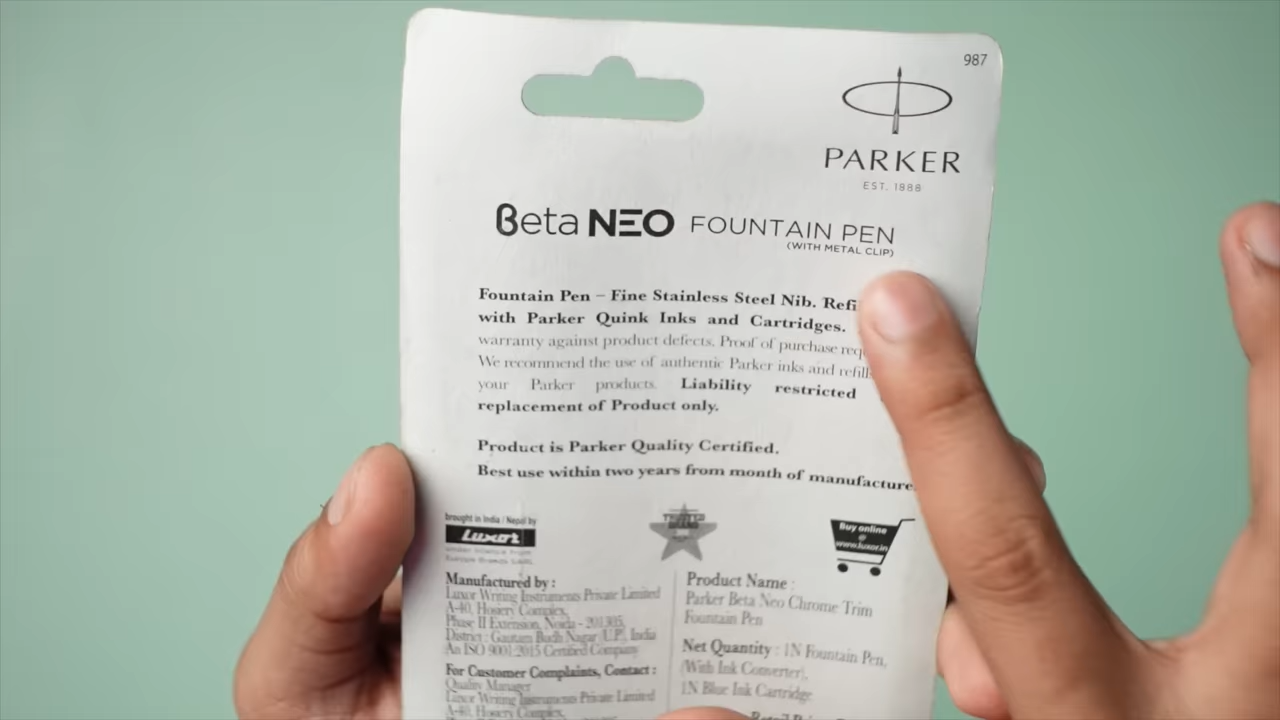 987
PARKER
EST. 1888
Beta NEO FOUNTAIN PEN
(WITH METAL CLIP)
Fountain Pen – Fine Stainless Steel Nib. Refi
with Parker Quink Inks and Cartridges.
warranty against product defects. Proof of purchase req
We recommend the use of authentic Parker inks and refill
your Parker products. Liability restricted
replacement of Product only.
Product is Parker Quality Certified.
Best use within two years from month of manufacture
brought in India / Nepal by
Luxor
under license from
TRUSTED
BRAND
Buy online
@
www.luxor.in
Manufactured by :
Luxor Writing Instruments Private Limited
A-40, Hosiery Complex,
Phase II Extension, Noida - 201305,
District : Gautam Budh Nagar (U.P.), India
An ISO 9001:2015 Certified Company
For Customer Complaints, Contact :
Quality Manager
Luxor Writing Instruments Private Limited
A-40, Hosiery Complex,
Product Name :
Parker Beta Neo Chrome Trim
Fountain Pen
Net Quantity : 1N Fountain Pen,
(With Ink Converter),
1N Blue Ink Cartridge